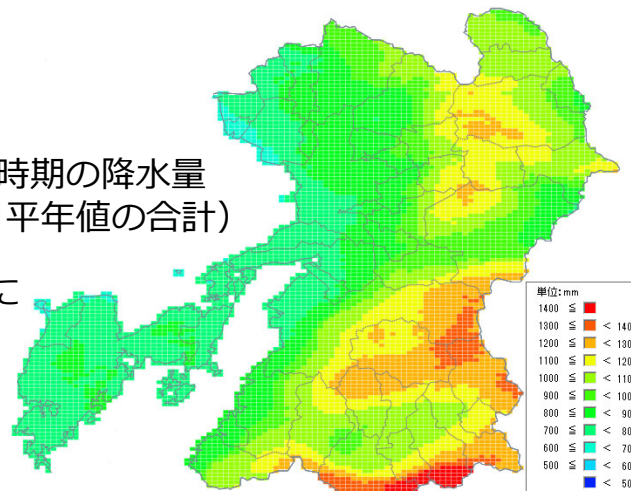 時期の降水量
平年値の合計）
に
単位：mm
1400 ≦
1300 ≦ < 140
1200 ≦ < 130
1100 ≦ < 120
1000 ≦ < 110
900 ≦ < 100
800 ≦ < 90
700 ≦ < 80
600 ≦ < 70
500 ≦ < 60
< 50